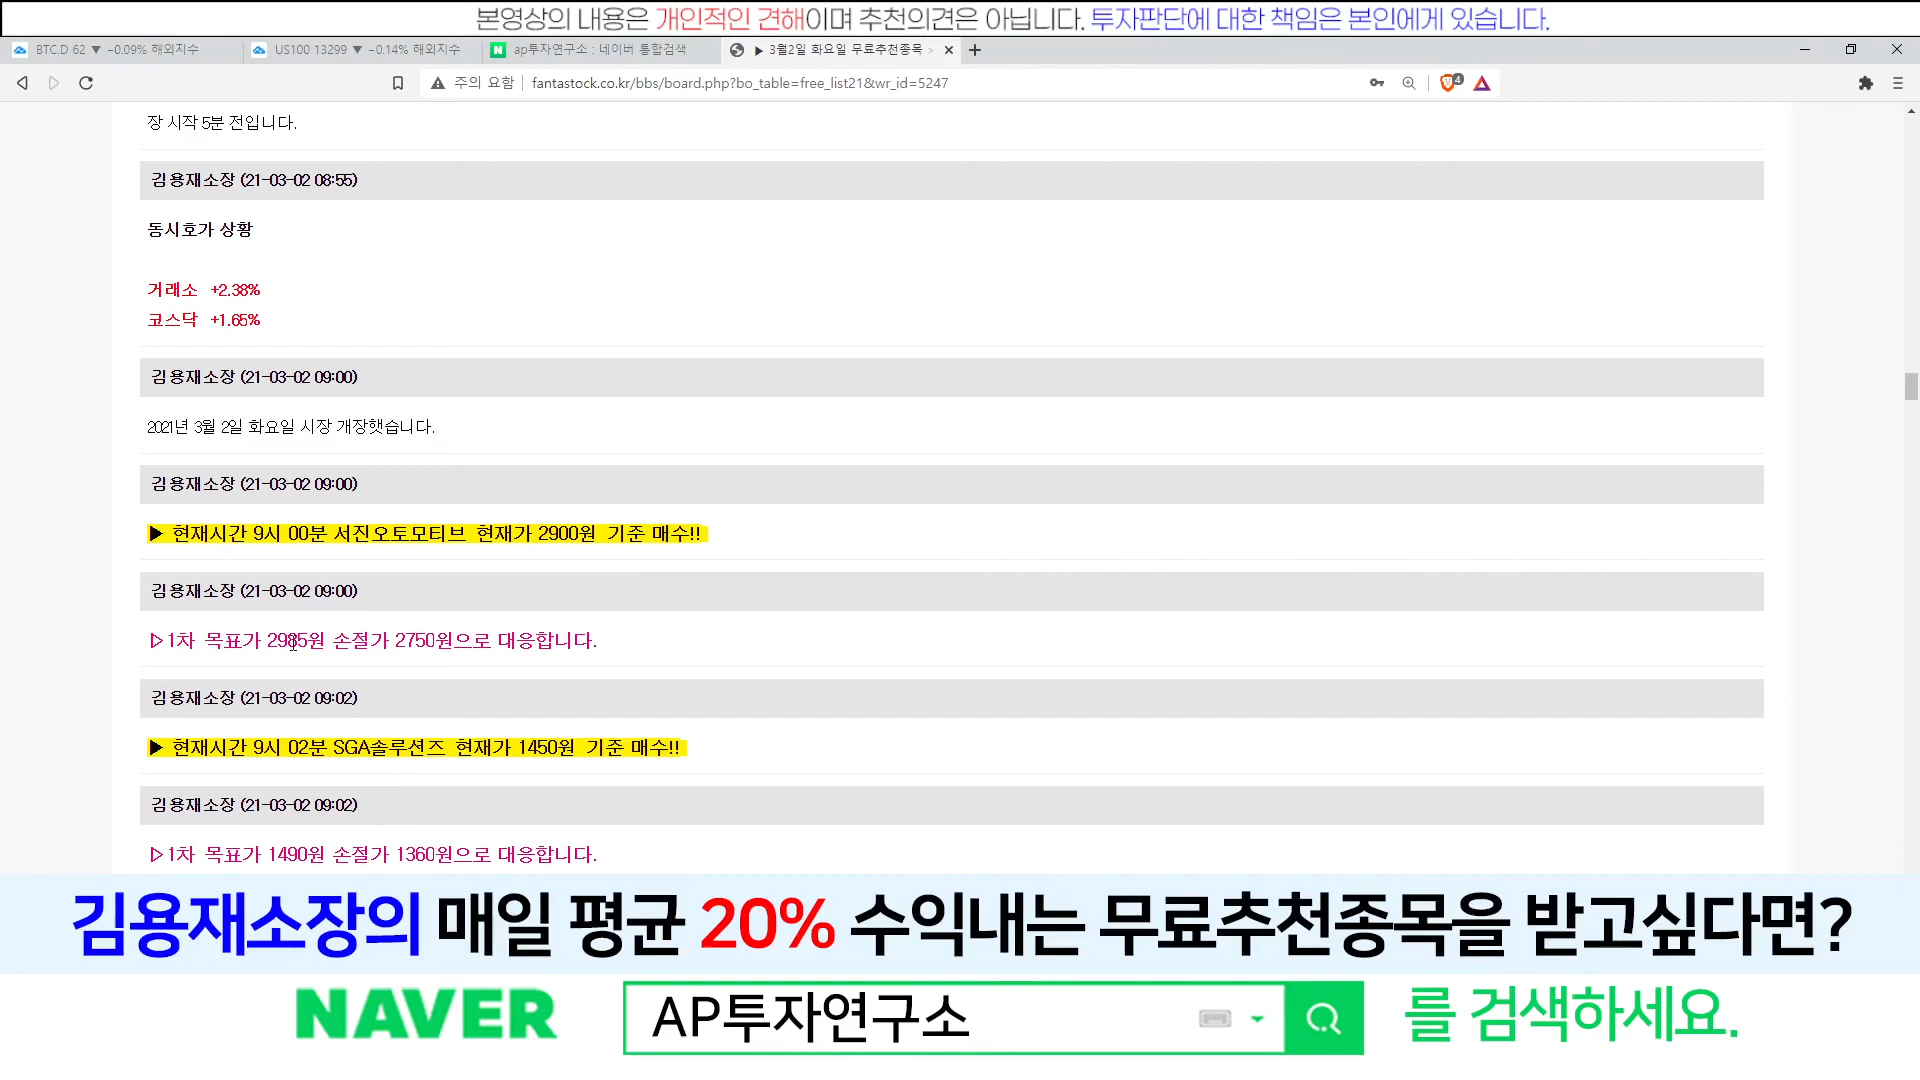 본영상의 내용은 개인적인 견해이며 추천의견은 아닙니다. 투자판단에 대한 책임은 본인에게 있습니다.
BTC.D 62 ▼ -0.09% 해외지수
US100 13299 ▼ -0.14% 해외지수
ap투자연구소 : 네이버 통합검색
▶ 3월2일 화요일 무료추천종목 >
주의 요함
fantastock.co.kr/bbs/board.php?bo_table=free_list21&wr_id=5247
4
장 시작 5분 전입니다.
김용재소장 (21-03-02 08:55)
동시호가 상황
거래소 +2.38%
코스닥 +1.65%
김용재소장 (21-03-02 09:00)
2021년 3월 2일 화요일 시장 개장했습니다.
김용재소장 (21-03-02 09:00)
▶ 현재시간 9시 00분 서진오토모티브 현재가 2900원 기준 매수!!
김용재소장 (21-03-02 09:00)
▷1차 목표가 2985원 손절가 2750원으로 대응합니다.
김용재소장 (21-03-02 09:02)
▶ 현재시간 9시 02분 SGA솔루션즈 현재가 1450원 기준 매수!!
김용재소장 (21-03-02 09:02)
▷1차 목표가 1490원 손절가 1360원으로 대응합니다.
김용재소장의 매일 평균 20% 수익내는 무료추천종목을 받고싶다면?
NAVER AP투자연구소 를 검색하세요.